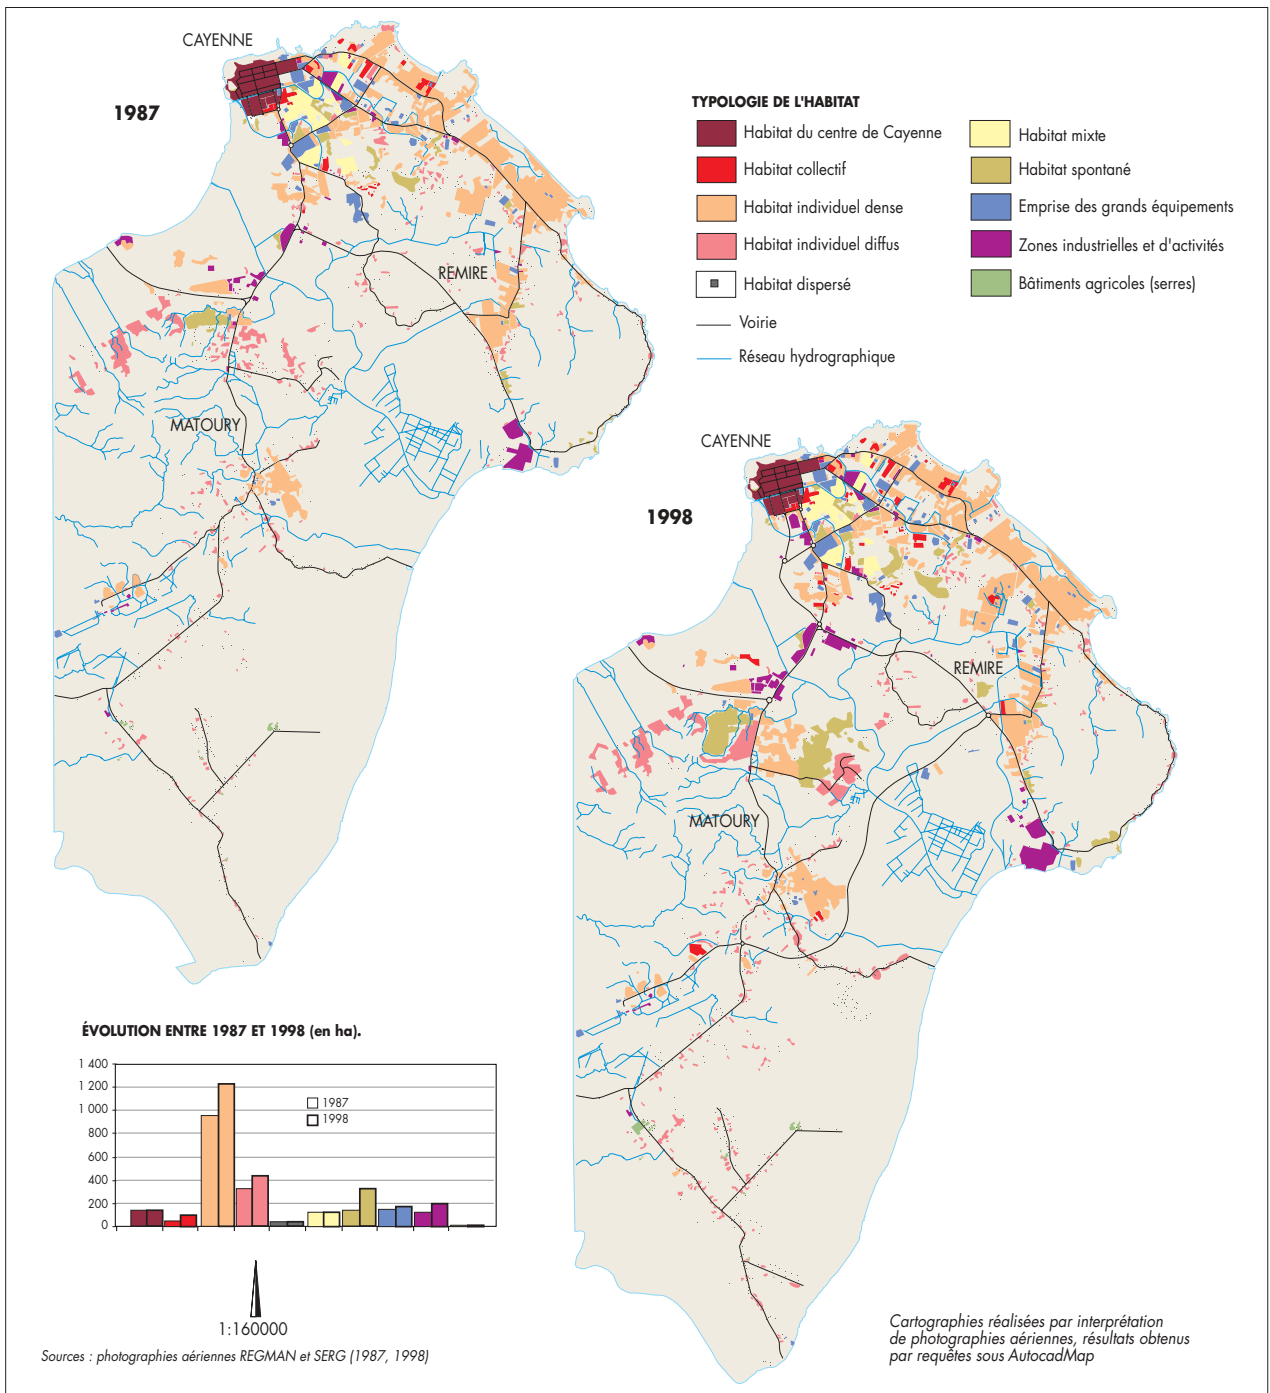 CAYENNE
1987
REMIRE
MATOURY
TYPOLOGIE DE L'HABITAT
Habitat du centre de Cayenne
Habitat collectif
Habitat individuel dense
Habitat individuel diffus
Habitat dispersé
Voirie
Réseau hydrographique
Habitat mixte
Habitat spontané
Emprise des grands équipements
Zones industrielles et d'activités
Bâtiments agricoles (serres)
CAYENNE
1998
REMIRE
MATOURY
ÉVOLUTION ENTRE 1987 ET 1998 (en ha).
1 400
1 200
1 000
800
600
400
200
0
1987
1998
1:160000
Sources : photographies aériennes REGMAN et SERG (1987, 1998)
Cartographies réalisées par interprétation
de photographies aériennes, résultats obtenus
par requêtes sous AutocadMap